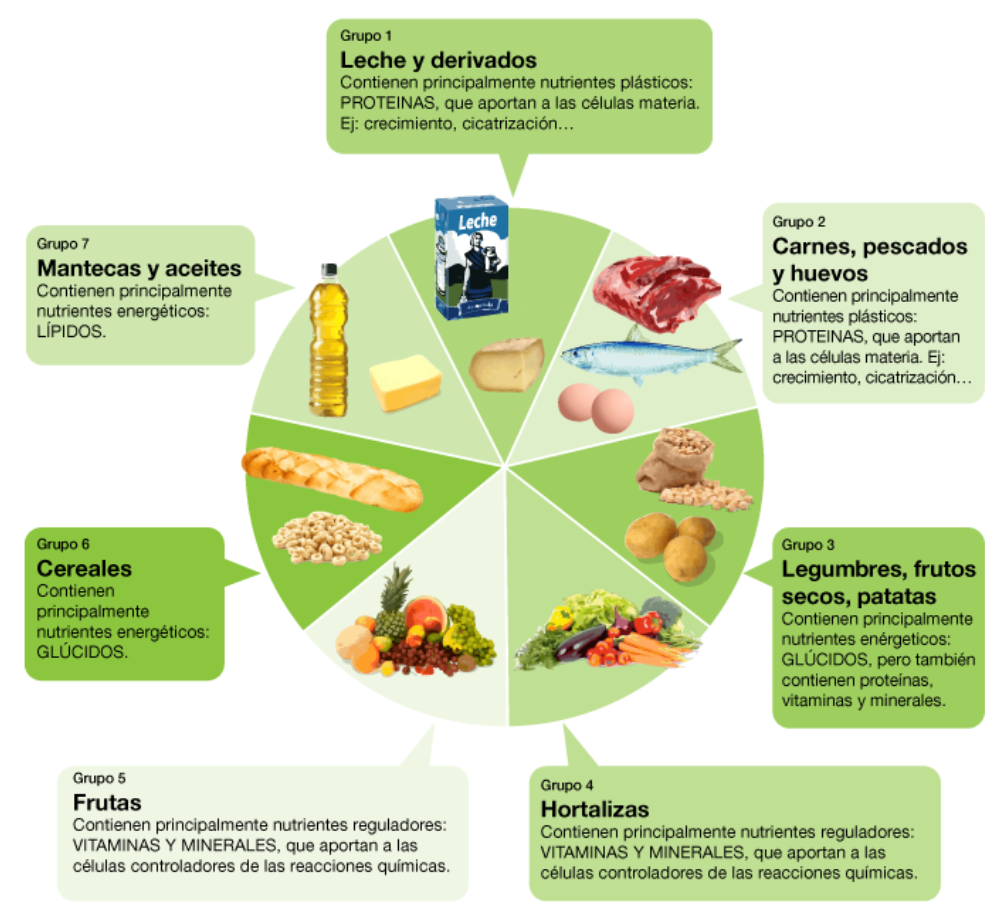 Grupo 1
Leche y derivados
Contienen principalmente nutrientes plásticos:
PROTEINAS, que aportan a las células materia.
Ej: crecimiento, cicatrización…
Leche
Grupo 2
Carnes, pescados
y huevos
Contienen principalmente
nutrientes plásticos:
PROTEINAS, que aportan
a las células materia. Ej:
crecimiento, cicatrización…
Grupo 3
Legumbres, frutos
secos, patatas
Contienen principalmente
nutrientes enérgeticos:
GLÚCIDOS, pero también
contienen proteínas,
vitaminas y minerales.
Grupo 4
Hortalizas
Contienen principalmente nutrientes reguladores:
VITAMINAS Y MINERALES, que aportan a las
células controladores de las reacciones químicas.
Grupo 5
Frutas
Contienen principalmente nutrientes reguladores:
VITAMINAS Y MINERALES, que aportan a las
células controladores de las reacciones químicas.
Grupo 6
Cereales
Contienen
principalmente
nutrientes energéticos:
GLÚCIDOS.
Grupo 7
Mantecas y aceites
Contienen principalmente
nutrientes energéticos:
LÍPIDOS.